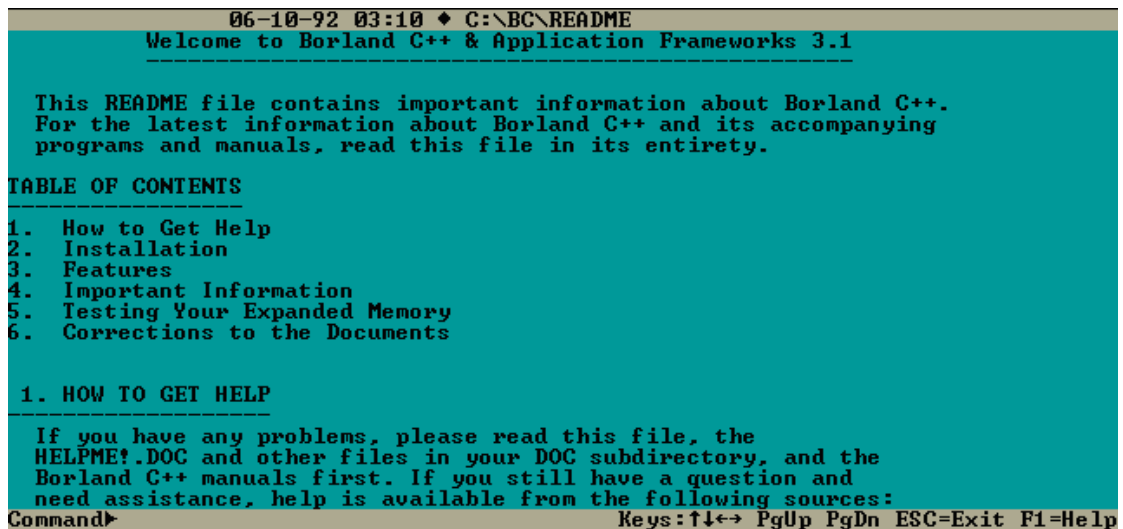 06-10-92 03:10 ♦ C:\BC\README
Welcome to Borland C++ & Application Frameworks 3.1
---------------------------------------------------
This README file contains important information about Borland C++.
For the latest information about Borland C++ and its accompanying
programs and manuals, read this file in its entirety.
TABLE OF CONTENTS
-----------------
1. How to Get Help
2. Installation
3. Features
4. Important Information
5. Testing Your Expanded Memory
6. Corrections to the Documents
1. HOW TO GET HELP
-------------------
If you have any problems, please read this file, the
HELPME!.DOC and other files in your DOC subdirectory, and the
Borland C++ manuals first. If you still have a question and
need assistance, help is available from the following sources:
Command► Keys:↑↓←→ PgUp PgDn ESC=Exit F1=Help